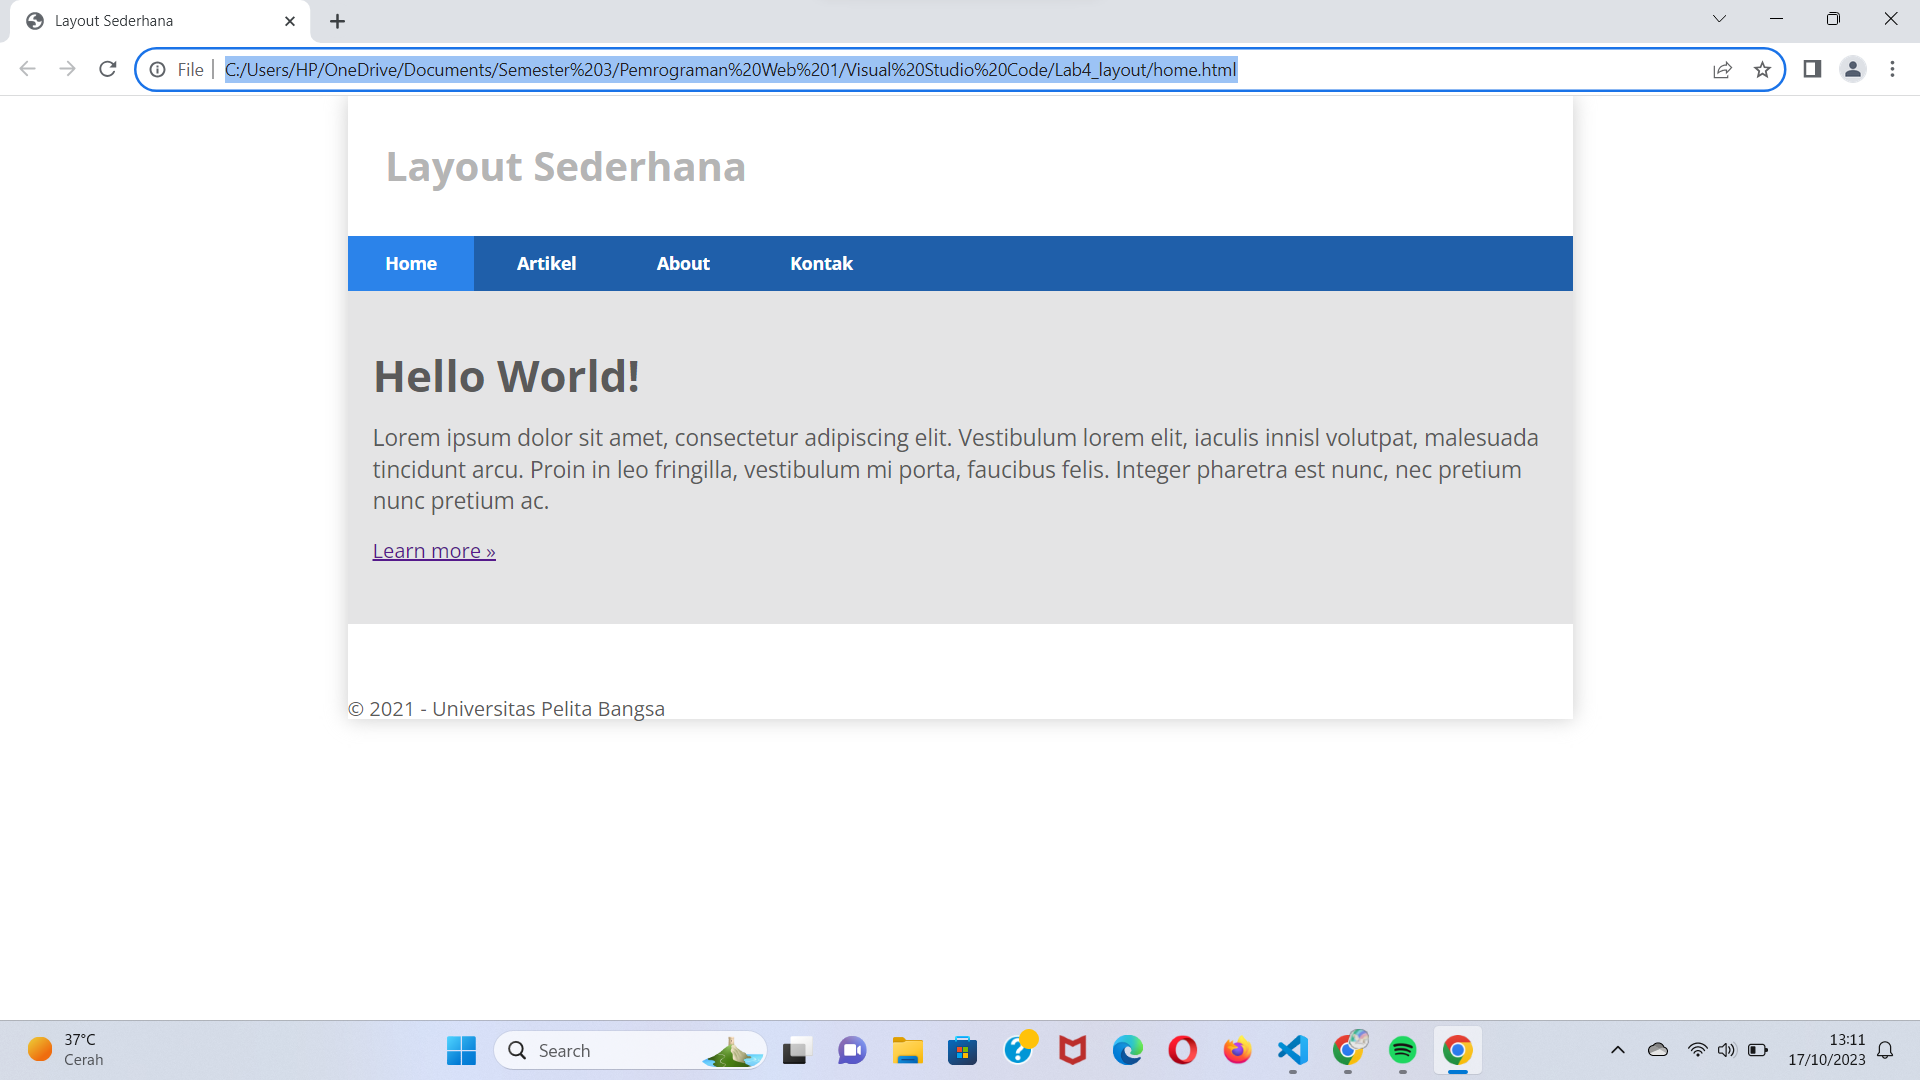 Layout Sederhana
File
C:/Users/HP/OneDrive/Documents/Semester%203/Pemrograman%20Web%201/Visual%20Studio%20Code/Lab4_layout/home.html
Layout Sederhana
Home Artikel About Kontak
Hello World!
Lorem ipsum dolor sit amet, consectetur adipiscing elit. Vestibulum lorem elit, iaculis innisl volutpat, malesuada
tincidunt arcu. Proin in leo fringilla, vestibulum mi porta, faucibus felis. Integer pharetra est nunc, nec pretium
nunc pretium ac.
Learn more »
© 2021 - Universitas Pelita Bangsa
37°C
Cerah
Search
13:11
17/10/2023